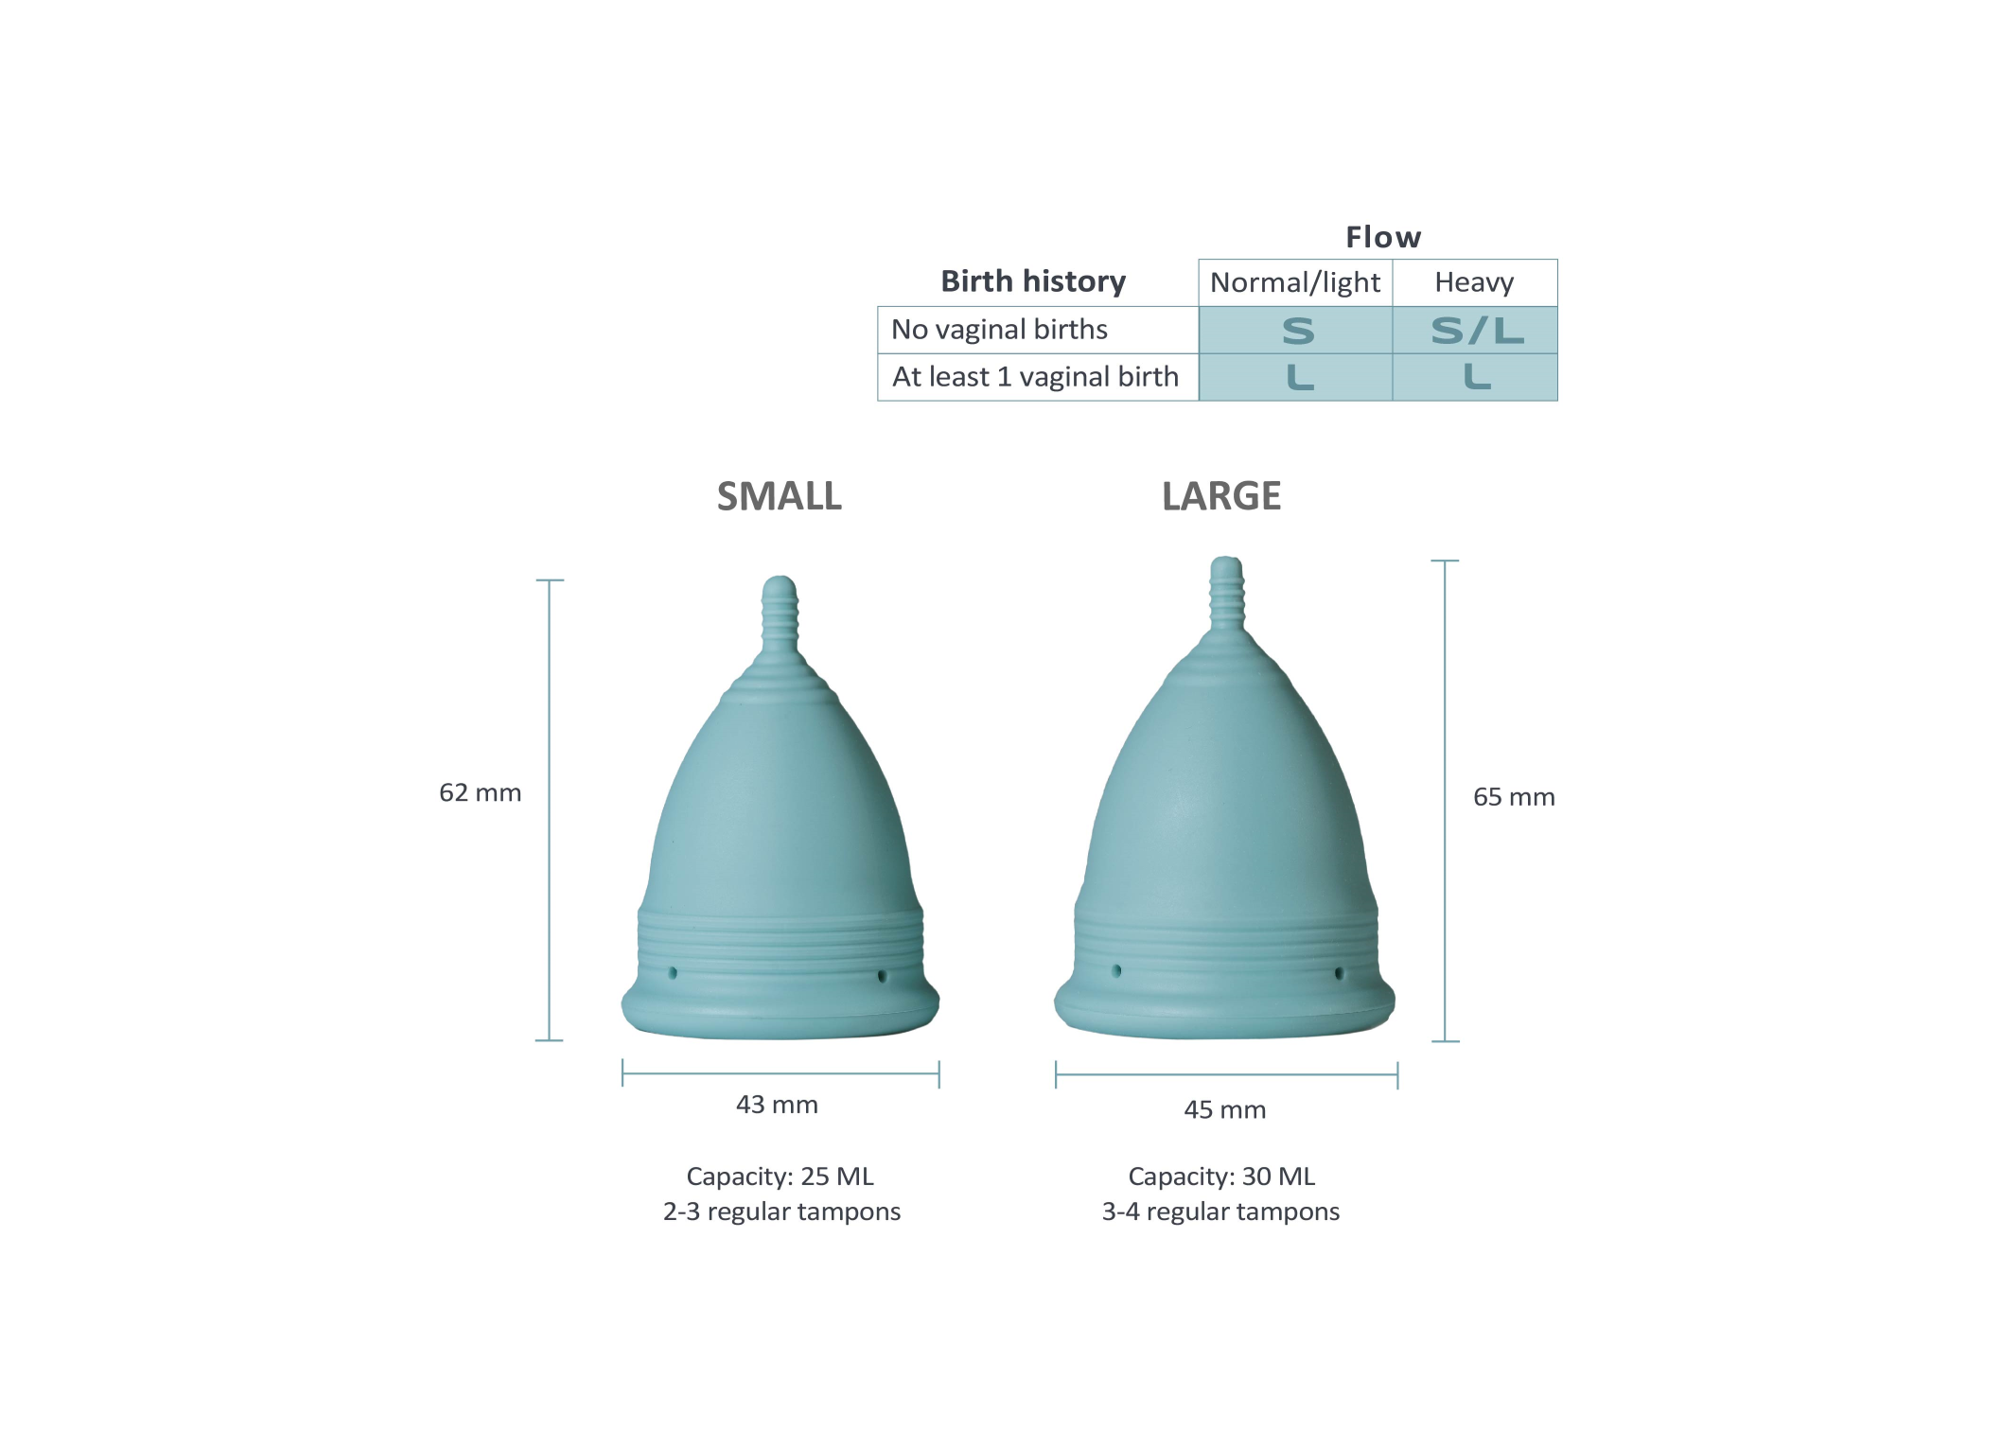 Flow
Birth history Normal/light Heavy
No vaginal births S S/L
At least 1 vaginal birth L L
SMALL LARGE
62 mm 65 mm
43 mm 45 mm
Capacity: 25 ML Capacity: 30 ML
2-3 regular tampons 3-4 regular tampons